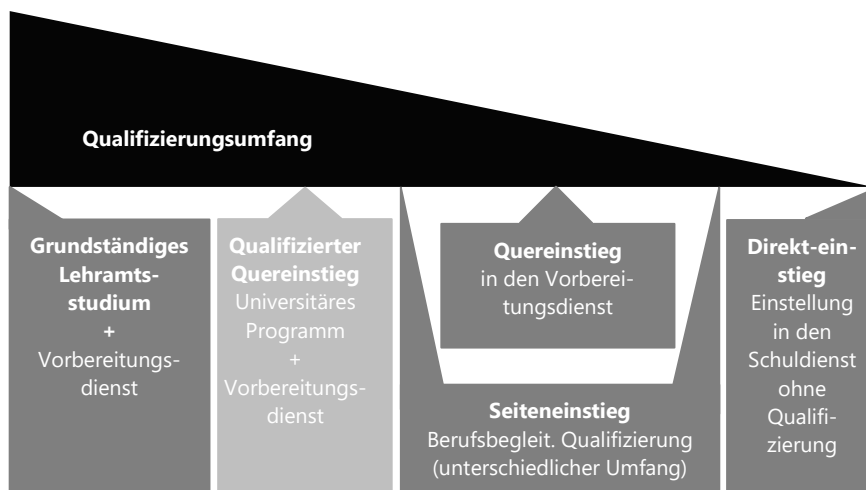 Qualifizierungsumfang
Grundständiges
Lehramts-
studium
+
Vorbereitungs-
dienst
Qualifizierter
Quereinstieg
Universitäres
Programm
+
Vorbereitungs-
dienst
Quereinstieg
in den Vorberei-
tungsdienst
Seiteneinstieg
Berufsbegleit. Qualifizierung
(unterschiedlicher Umfang)
Direkt-ein-
stieg
Einstellung
in den
Schuldienst
ohne
Qualifi-
zierung